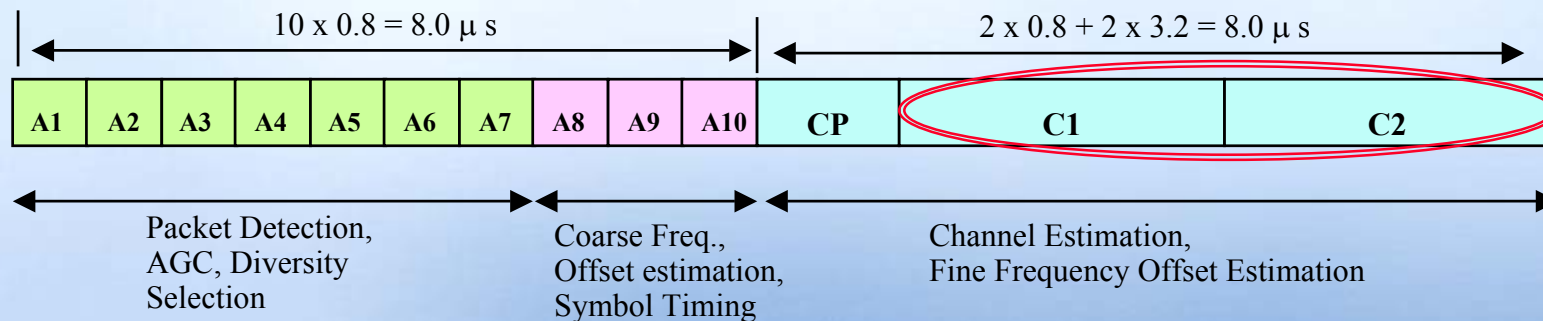 10 x 0.8 = 8.0 μ s
2 x 0.8 + 2 x 3.2 = 8.0 μ s
A1 A2 A3 A4 A5 A6 A7 A8 A9 A10 CP C1 C2
Packet Detection,
AGC, Diversity
Selection
Coarse Freq.,
Offset estimation,
Symbol Timing
Channel Estimation,
Fine Frequency Offset Estimation